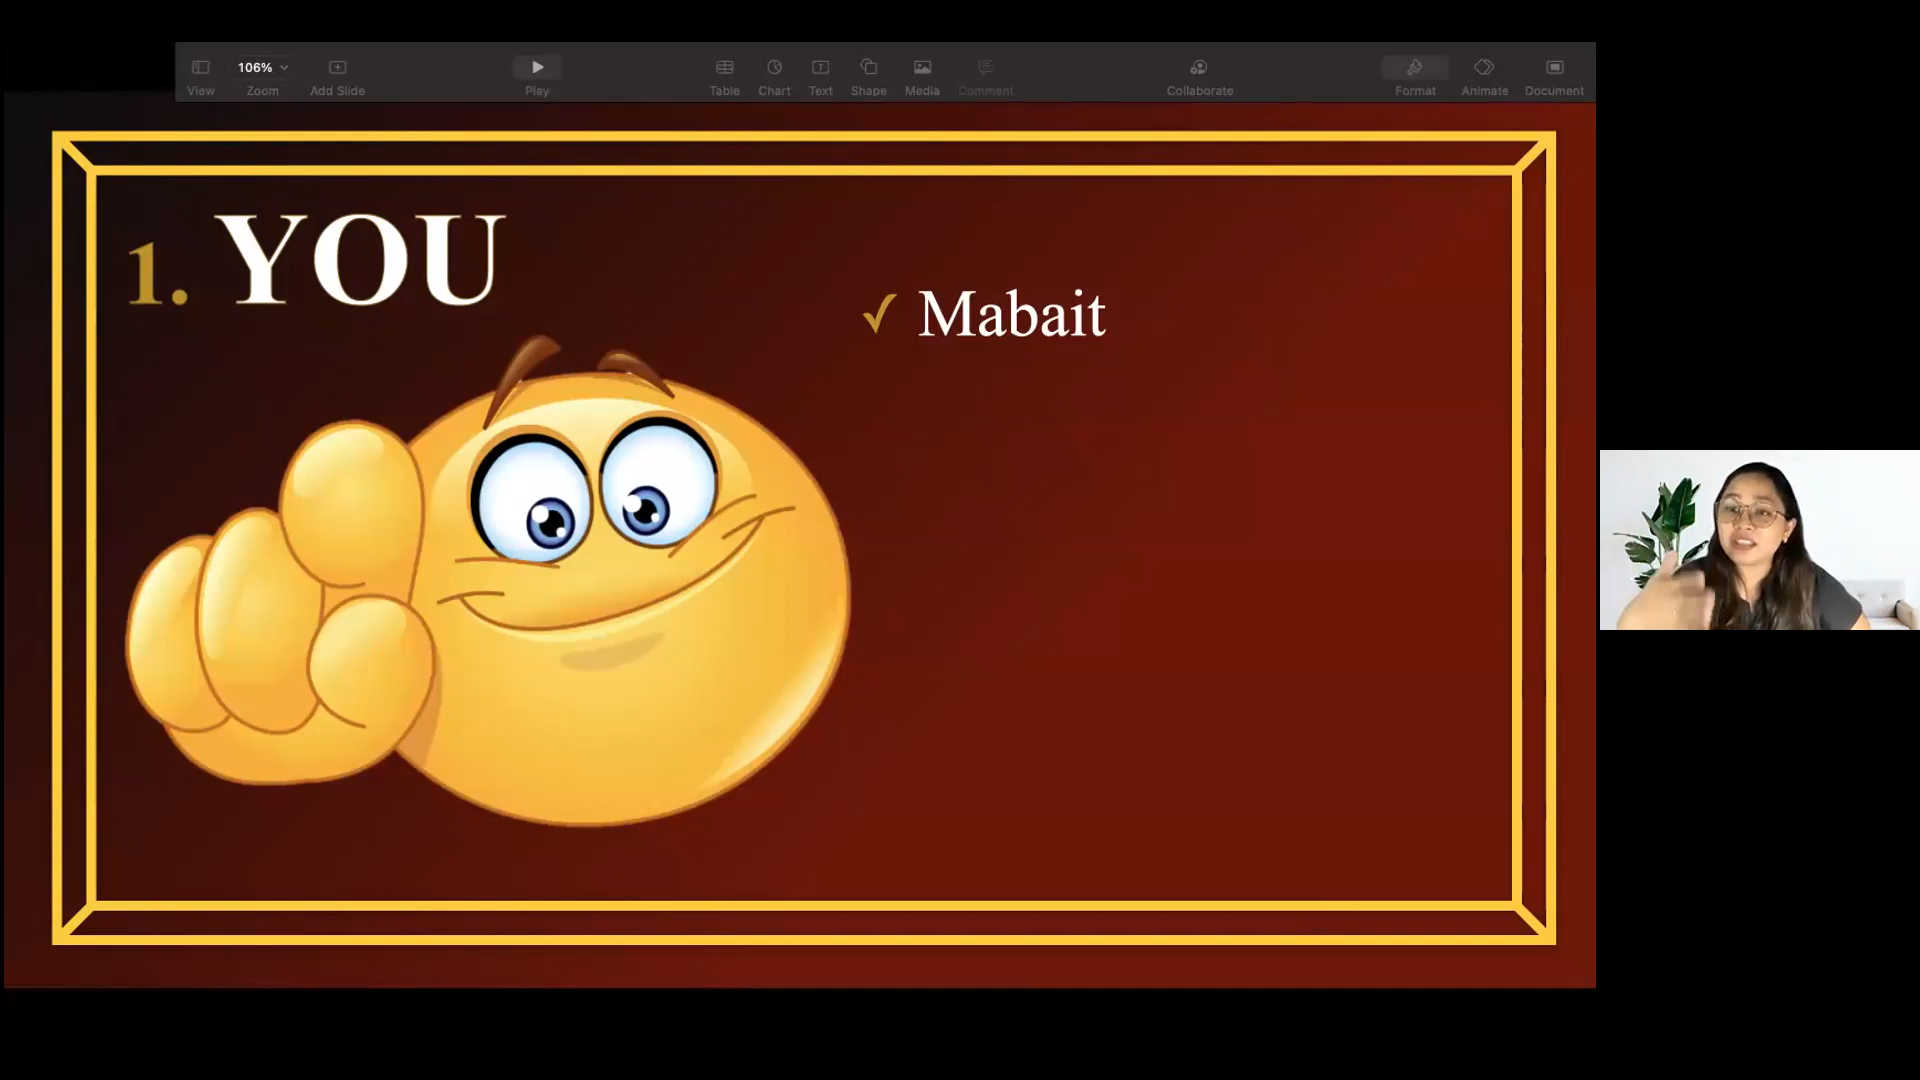 106%
View
Zoom
Add Slide
Play
Table
Chart
Text
Shape
Media
Comment
Collaborate
Format
Animate
Document
1. YOU
✓ Mabait